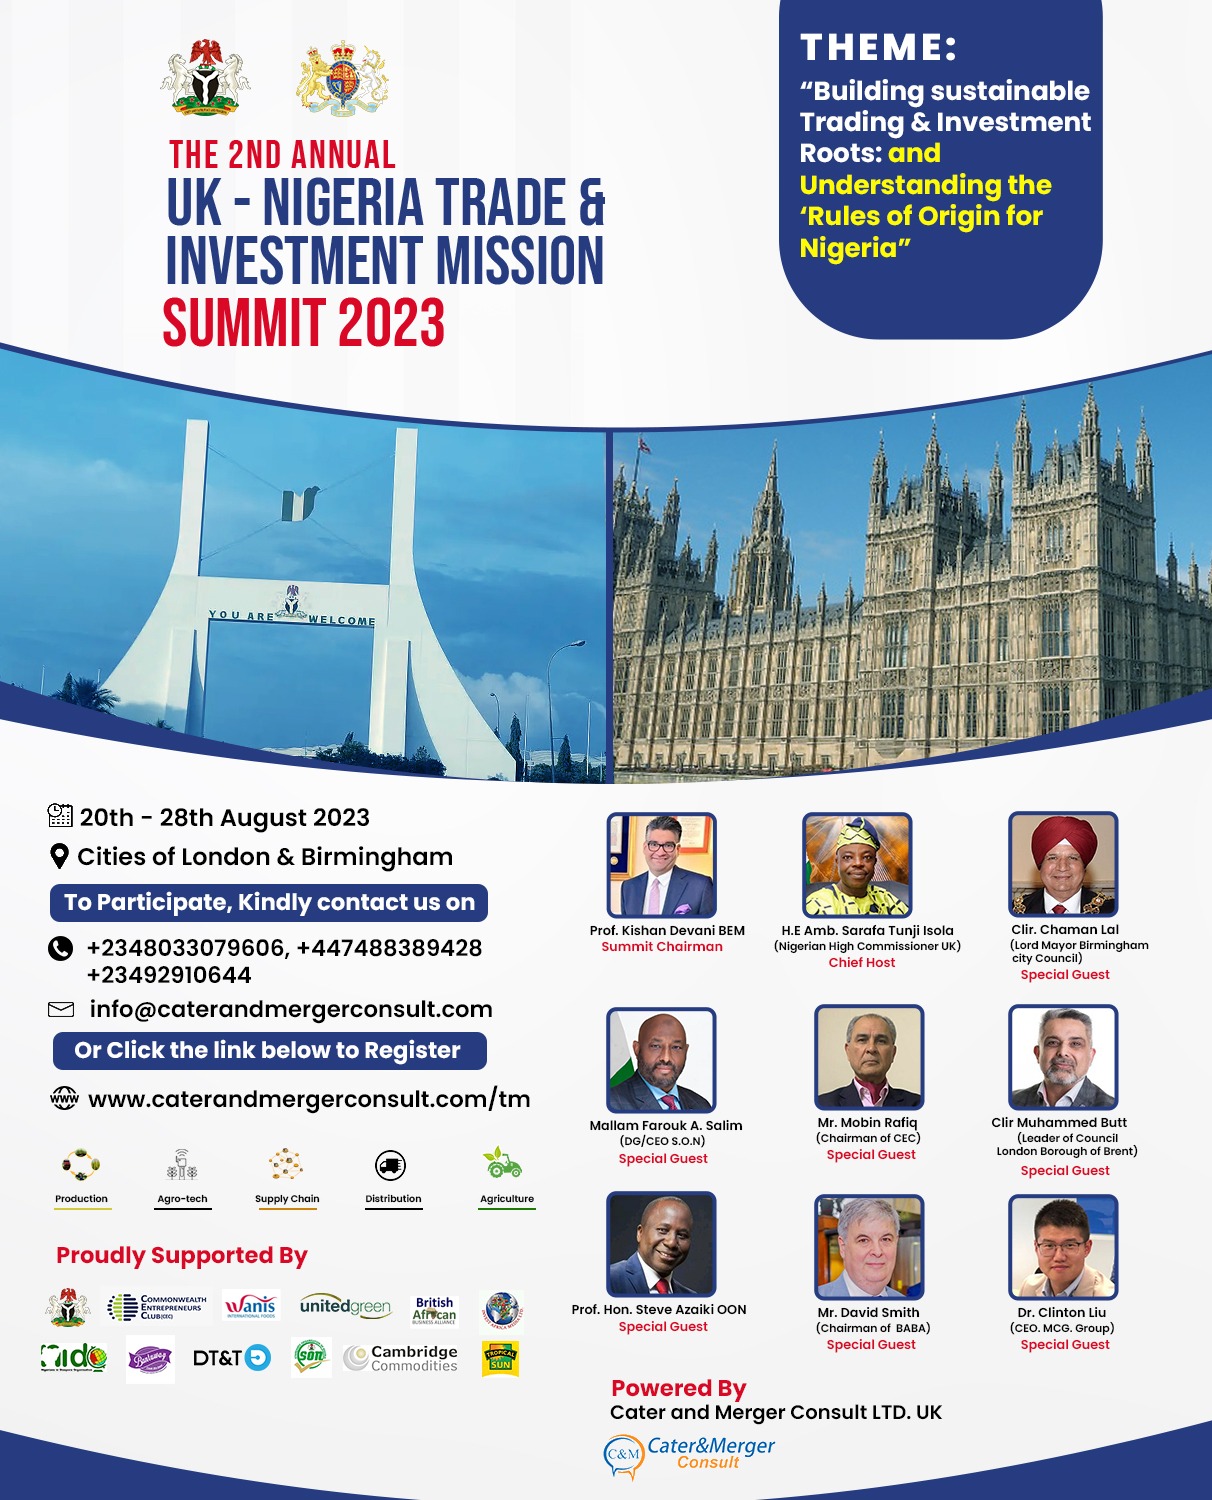 THE 2ND ANNUAL
UK - NIGERIA TRADE &
INVESTMENT MISSION
SUMMIT 2023
THEME:
“Building sustainable
Trading & Investment
Roots: and
Understanding the
‘Rules of Origin for
Nigeria”
YOU ARE WELCOME
20th - 28th August 2023
Cities of London & Birmingham
To Participate, Kindly contact us on
+2348033079606, +447488389428
+23492910644
info@caterandmergerconsult.com
Or Click the link below to Register
www
www.caterandmergerconsult.com/tm
Production
Agro-tech
Supply Chain
Distribution
Agriculture
Proudly Supported By
COMMONWEALTH
ENTREPRENEURS
CLUB(CEC)
Wanis
INTERNATIONAL FOODS
unitedgreen
British
African
BUSINESS ALLIANCE
nido
DT&T
SON
Cambridge
Commodities
TROPICAL
SUN
Prof. Kishan Devani BEM
Summit Chairman
H.E Amb. Sarafa Tunji Isola
(Nigerian High Commissioner UK)
Chief Host
Clir. Chaman Lal
(Lord Mayor Birmingham
city Council)
Special Guest
Mallam Farouk A. Salim
(DG/CEO S.O.N)
Special Guest
Mr. Mobin Rafiq
(Chairman of CEC)
Special Guest
Clir Muhammed Butt
(Leader of Council
London Borough of Brent)
Special Guest
Prof. Hon. Steve Azaiki OON
Special Guest
Mr. David Smith
(Chairman of  BABA)
Special Guest
Dr. Clinton Liu
(CEO. MCG. Group)
Special Guest
Powered By
Cater and Merger Consult LTD. UK
C&M
Cater&Merger
Consult